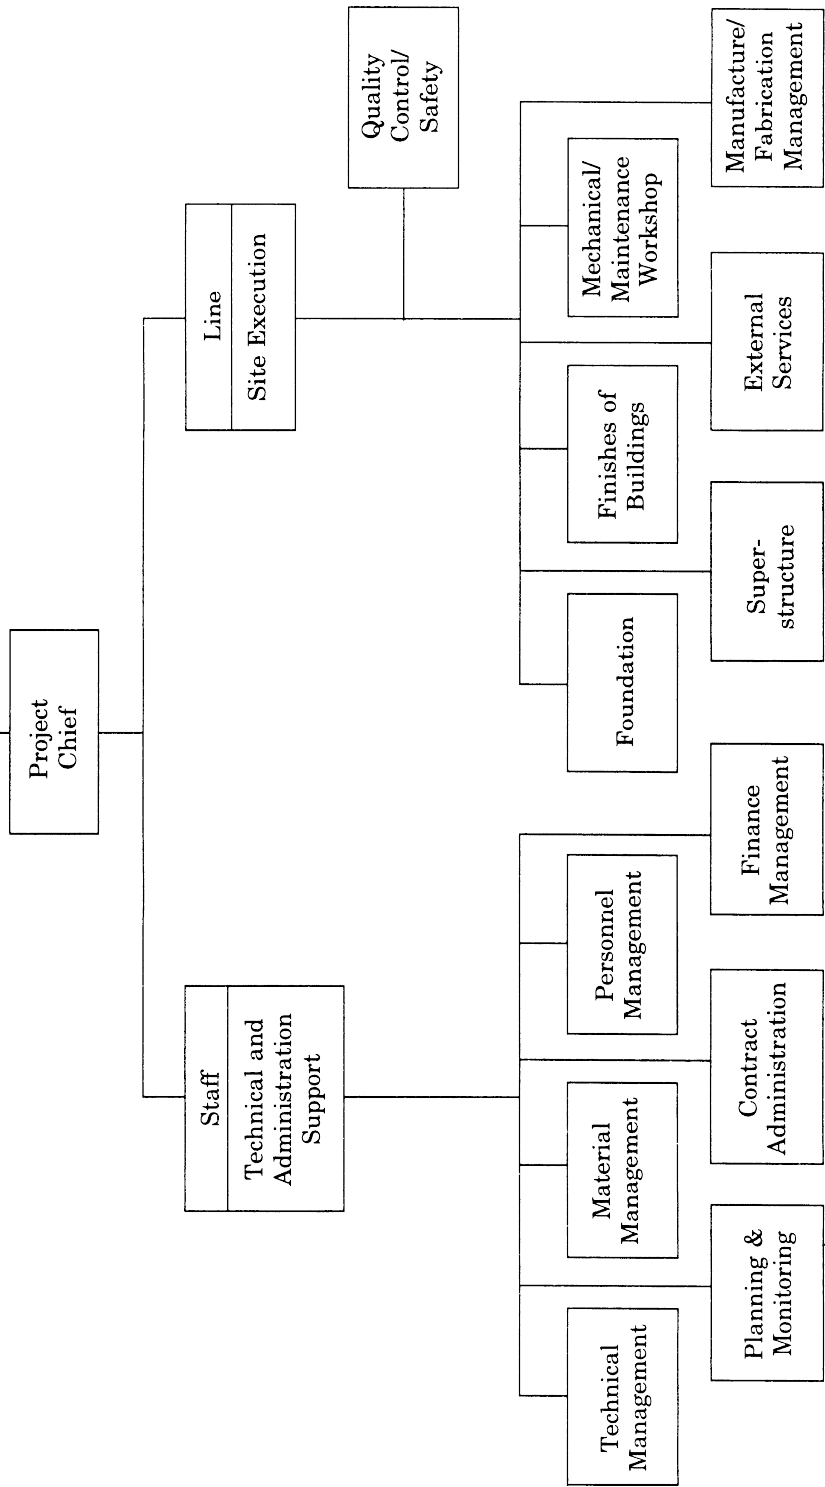 Project
Chief
Staff
Technical and
Administration
Support
Line
Site Execution
Quality
Control/
Safety
Technical
Management
Material
Management
Personnel
Management
Planning &
Monitoring
Contract
Administration
Finance
Management
Foundation
Finishes of
Buildings
Mechanical/
Maintenance
Workshop
Super-
structure
External
Services
Manufacture/
Fabrication
Management